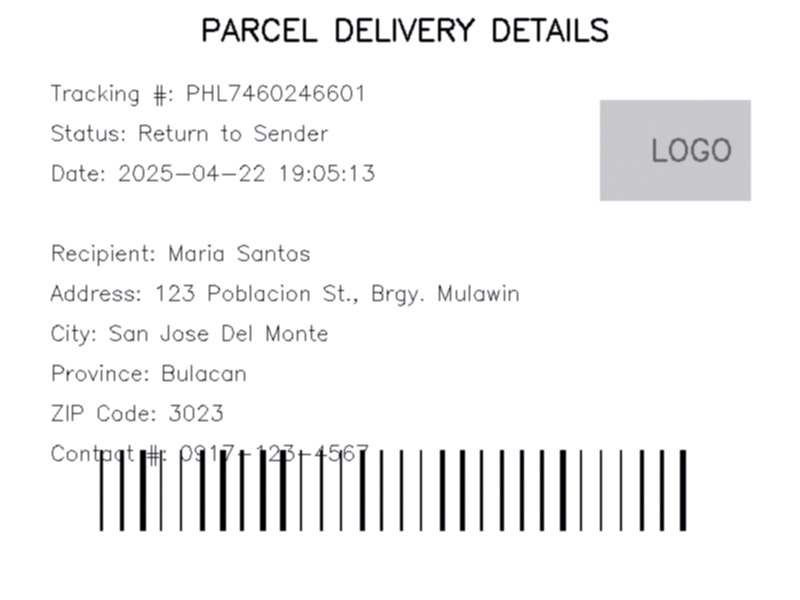 PARCEL DELIVERY DETAILS
Tracking #: PHL7460246601
Status: Return to Sender
Date: 2025-04-22 19:05:13
LOGO
Recipient: Maria Santos
Address: 123 Poblacion St., Brgy. Mulawin
City: San Jose Del Monte
Province: Bulacan
ZIP Code: 3023
Contact #: 0917-123-4567